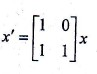 x' = [1 0
1 1] x